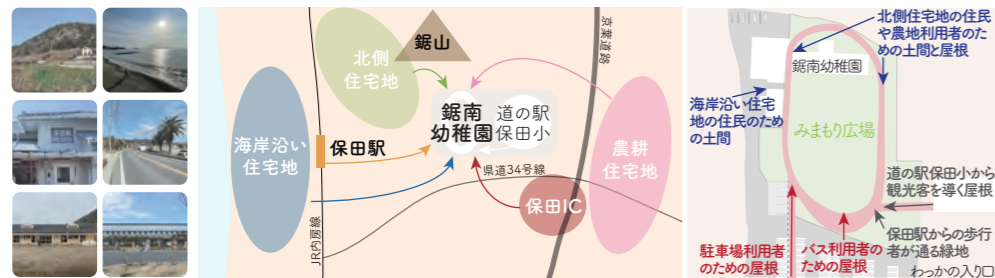 鋸山
北側
住宅地
京葉道路
海岸沿い
住宅地
保田駅
鋸南
幼稚園
道の駅
保田小
農耕
住宅地
県道34号線
保田IC
JR内房線
北側住宅地の住民
や農地利用者のた
めの土間と屋根
鋸南幼稚園
海岸沿い住宅
地の住民のため
の土間
みまもり広場
道の駅保田小から
観光客を導く屋根
保田駅からの歩行
者が通る緑地
駐車場利用者
のための屋根
バス利用者の
ための屋根
わっかの入り口